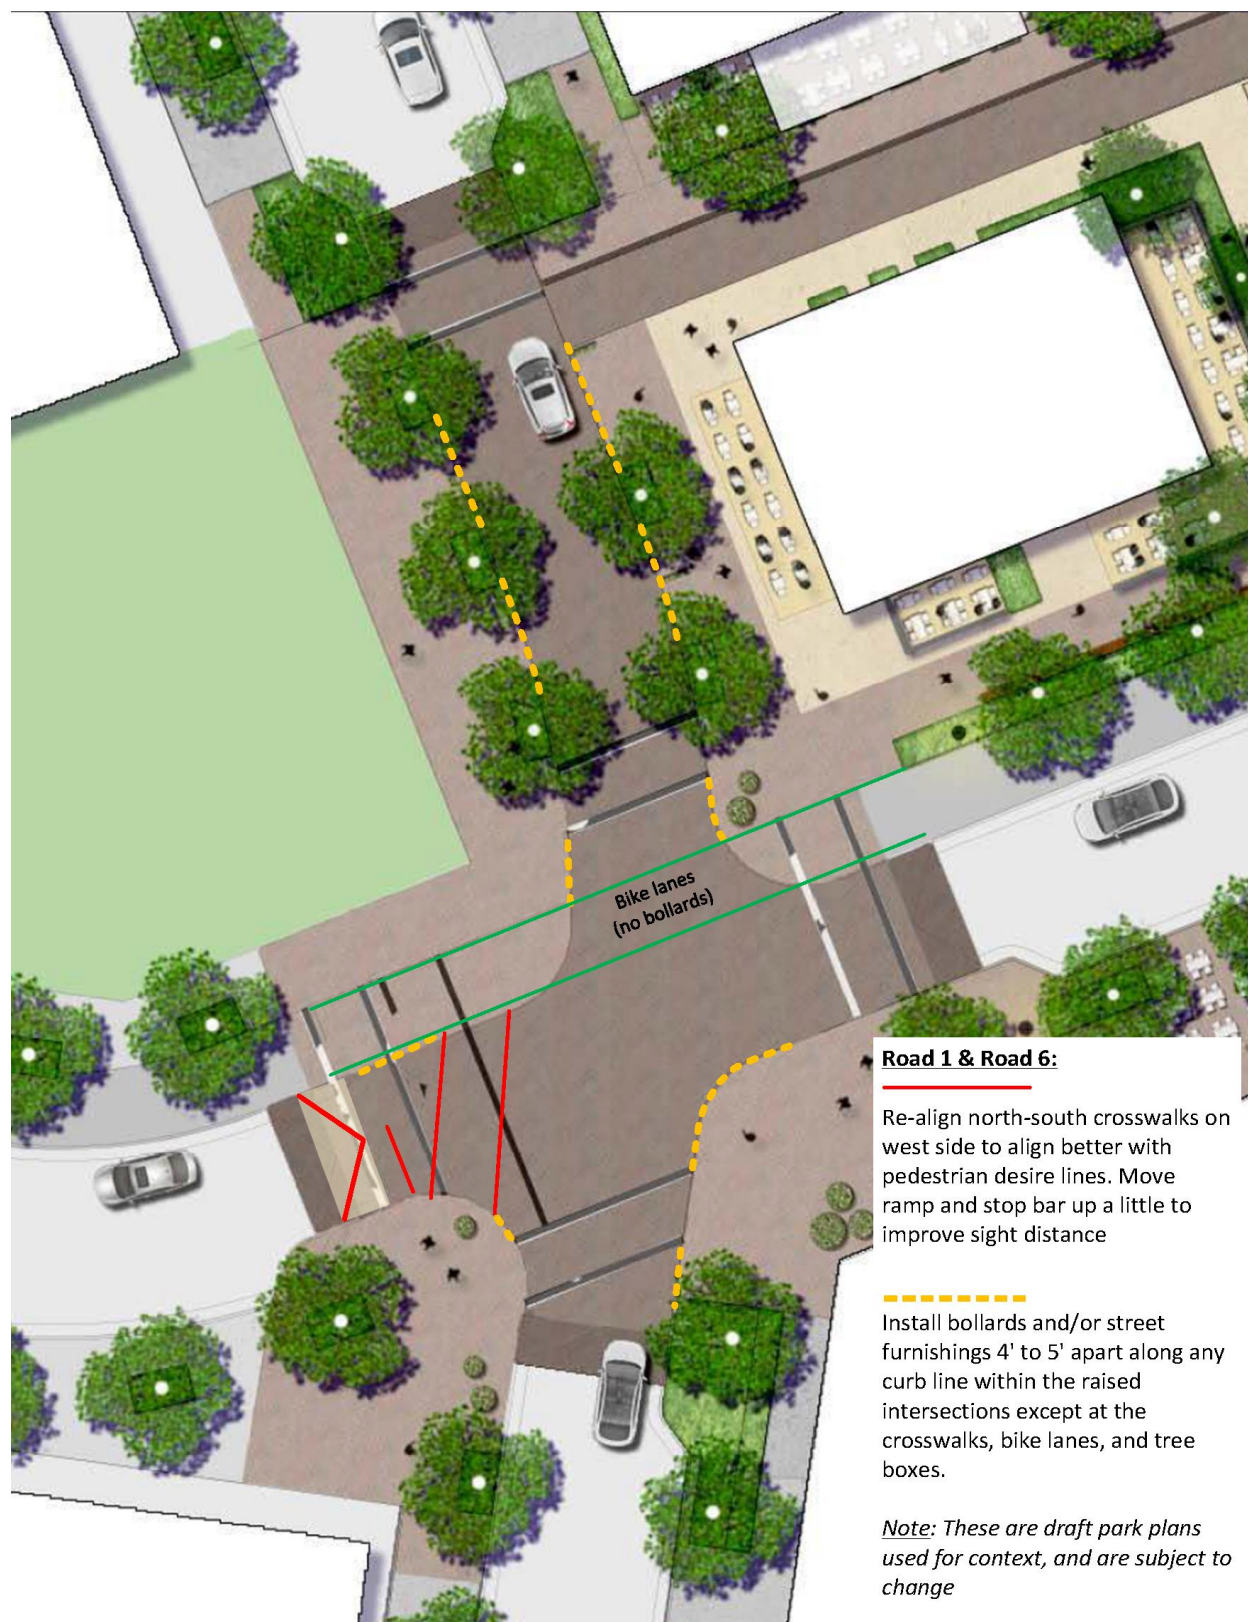 Bike lanes
(no bollards)
Road 1 & Road 6:
Re-align north-south crosswalks on
west side to align better with
pedestrian desire lines. Move
ramp and stop bar up a little to
improve sight distance
Install bollards and/or street
furnishings 4' to 5' apart along any
curb line within the raised
intersections except at the
crosswalks, bike lanes, and tree
boxes.
Note: These are draft park plans
used for context, and are subject to
change